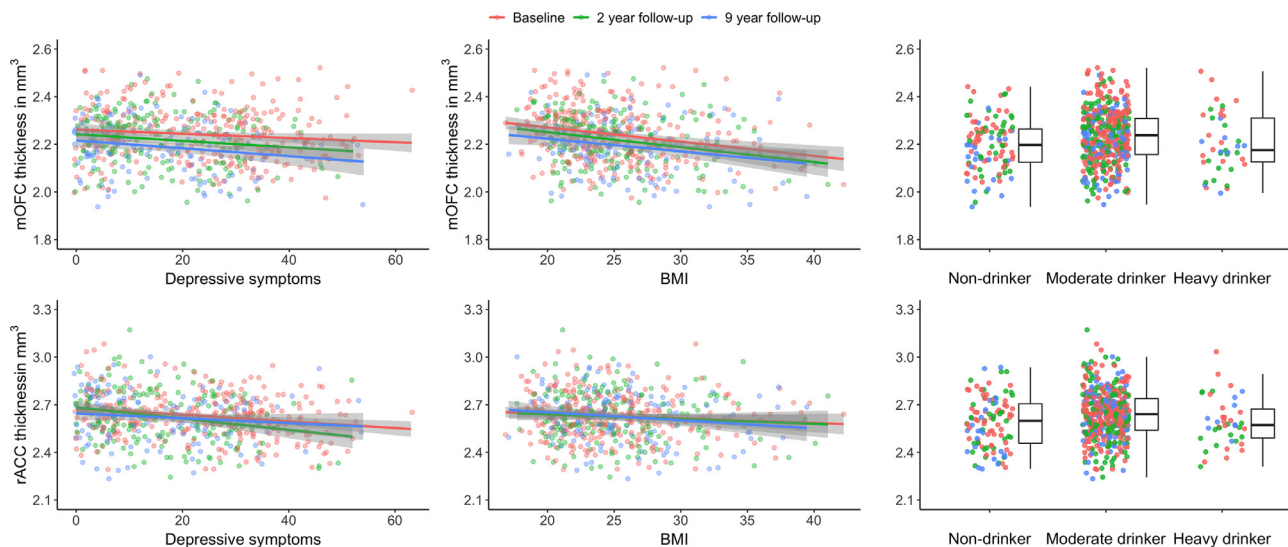 Baseline 2 year follow-up 9 year follow-up
mOFC thickness in mm³
2.6
2.4
2.2
2.0
1.8
0 20 40 60
Depressive symptoms
mOFC thickness in mm³
2.6
2.4
2.2
2.0
1.8
20 25 30 35 40
BMI
2.6
2.4
2.2
2.0
1.8
Non-drinker Moderate drinker Heavy drinker
rACC thicknessin mm³
3.3
3.0
2.7
2.4
2.1
0 20 40 60
Depressive symptoms
rACC thickness in mm³
3.3
3.0
2.7
2.4
2.1
20 25 30 35 40
BMI
3.3
3.0
2.7
2.4
2.1
Non-drinker Moderate drinker Heavy drinker